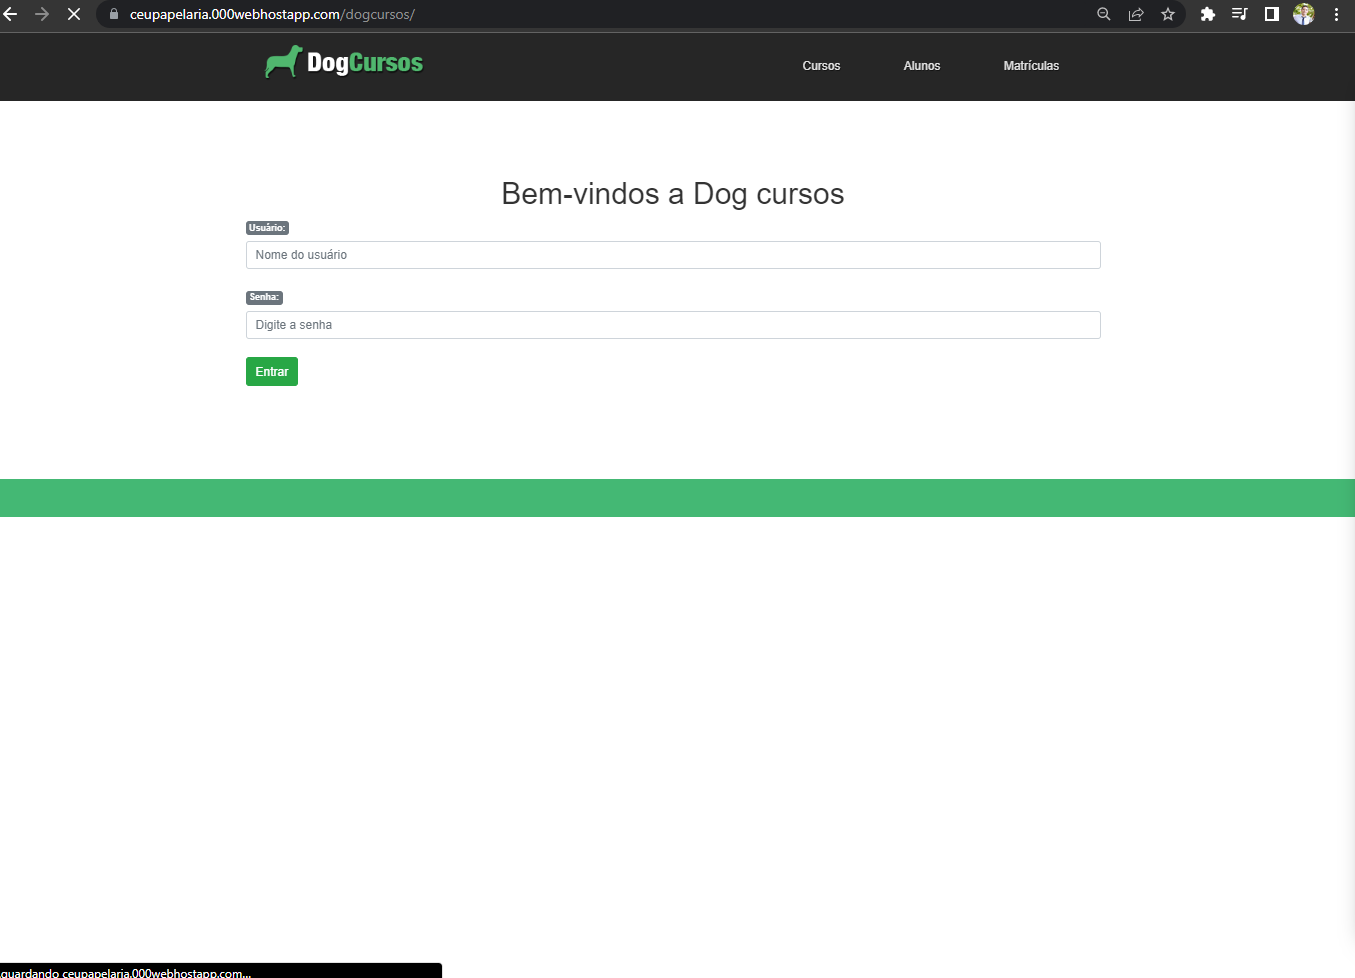 ceupapelaria.000webhostapp.com/dogcursos/
DogCursos
Cursos
Alunos
Matrículas
Bem-vindos a Dog cursos
Usuário:
Nome do usuário
Senha:
Digite a senha
Entrar
guardando ceupapelaria.000webhostapp.com...